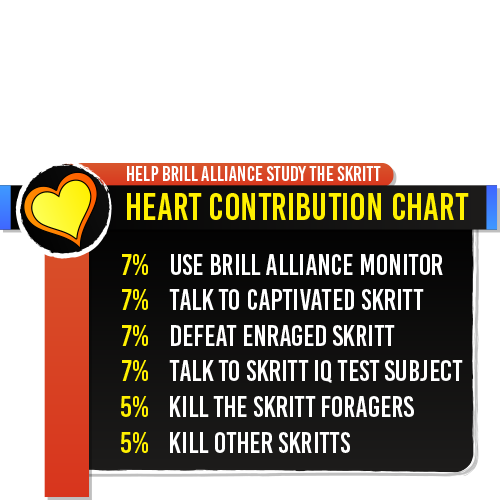 HELP BRILL ALLIANCE STUDY THE SKRITT
HEART CONTRIBUTION CHART
7% USE BRILL ALLIANCE MONITOR
7% TALK TO CAPTIVATED SKRITT
7% DEFEAT ENRAGED SKRITT
7% TALK TO SKRITT IQ TEST SUBJECT
5% KILL THE SKRITT FORAGERS
5% KILL OTHER SKRITTS